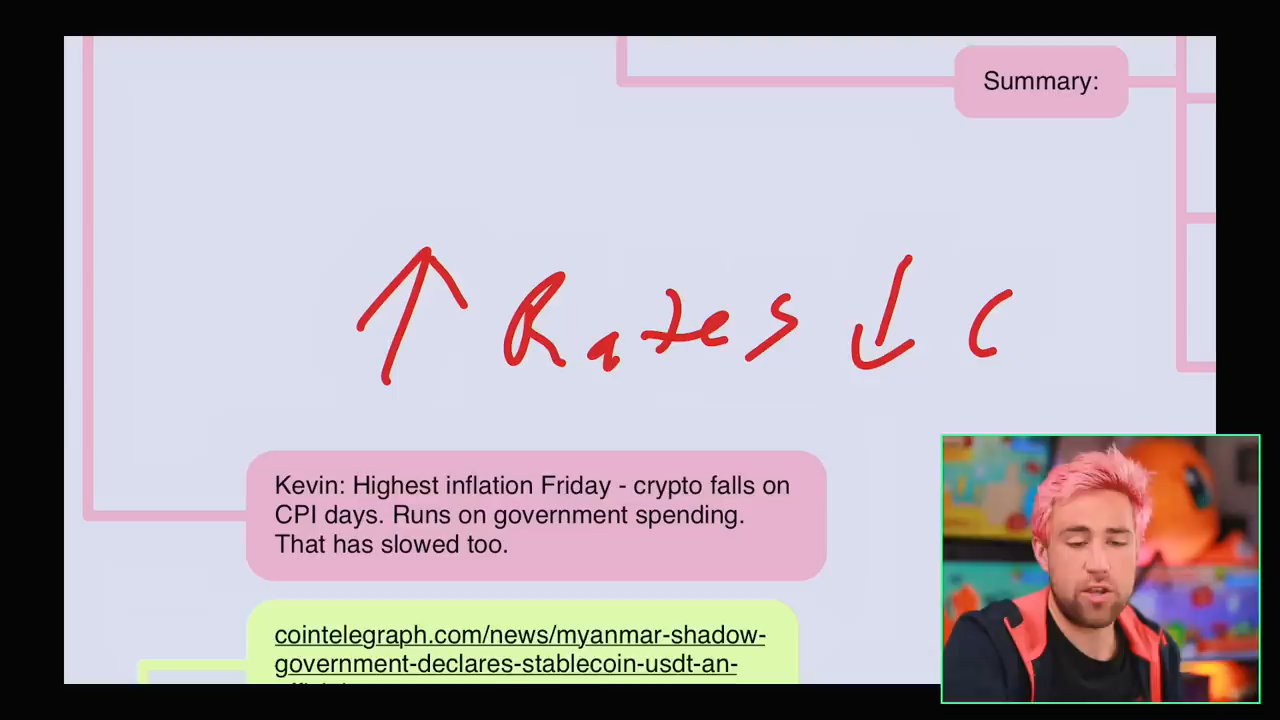 Summary:
↑ Rates ↓ C
Kevin: Highest inflation Friday - crypto falls on
CPI days. Runs on government spending.
That has slowed too.
cointelegraph.com/news/myanmar-shadow-
government-declares-stablecoin-usdt-an-